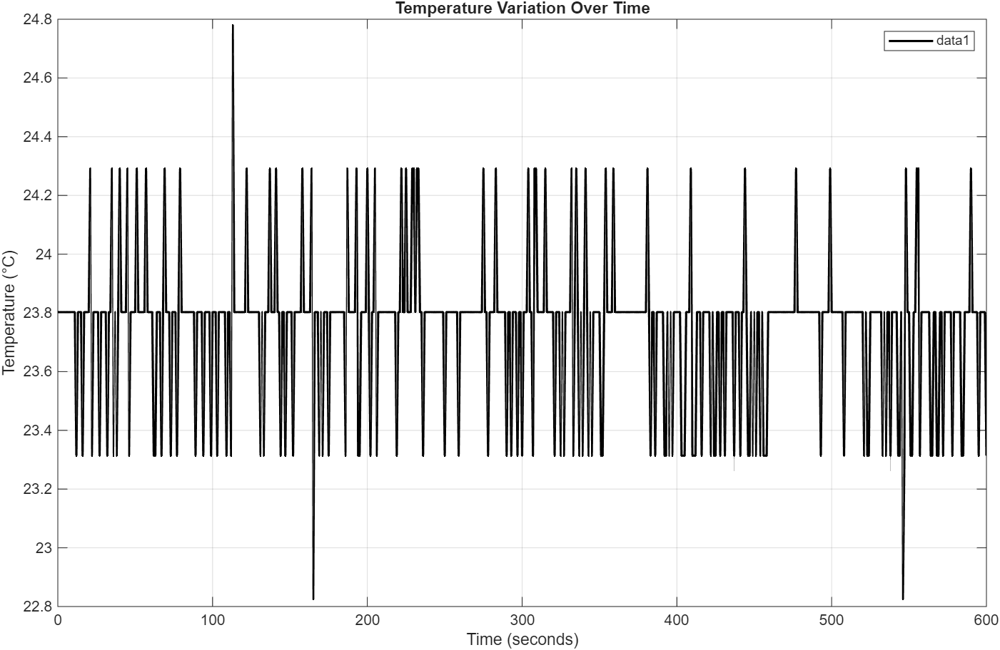 Temperature Variation Over Time
data1
Temperature (°C)
24.8
24.6
24.4
24.2
24
23.8
23.6
23.4
23.2
23
22.8
0 100 200 300 400 500 600
Time (seconds)